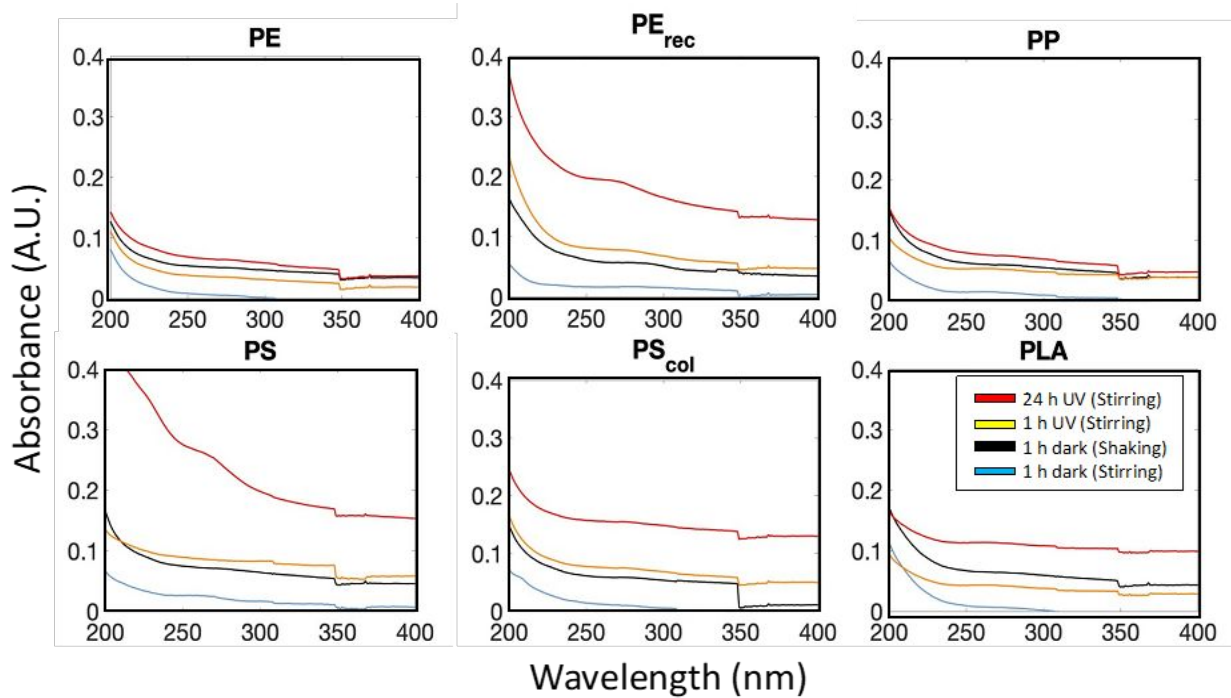 PE
PErec
PP
0.4
0.3
0.2
0.1
0
200 250 300 350 400
0.4
0.3
0.2
0.1
0
200 250 300 350 400
0.4
0.3
0.2
0.1
0
200 250 300 350 400
Absorbance (A.U.)
PS
PScol
PLA
0.4
0.3
0.2
0.1
0
200 250 300 350 400
0.4
0.3
0.2
0.1
0
200 250 300 350 400
0.4
0.3
0.2
0.1
0
200 250 300 350 400
24 h UV (Stirring)
1 h UV (Stirring)
1 h dark (Shaking)
1 h dark (Stirring)
Wavelength (nm)